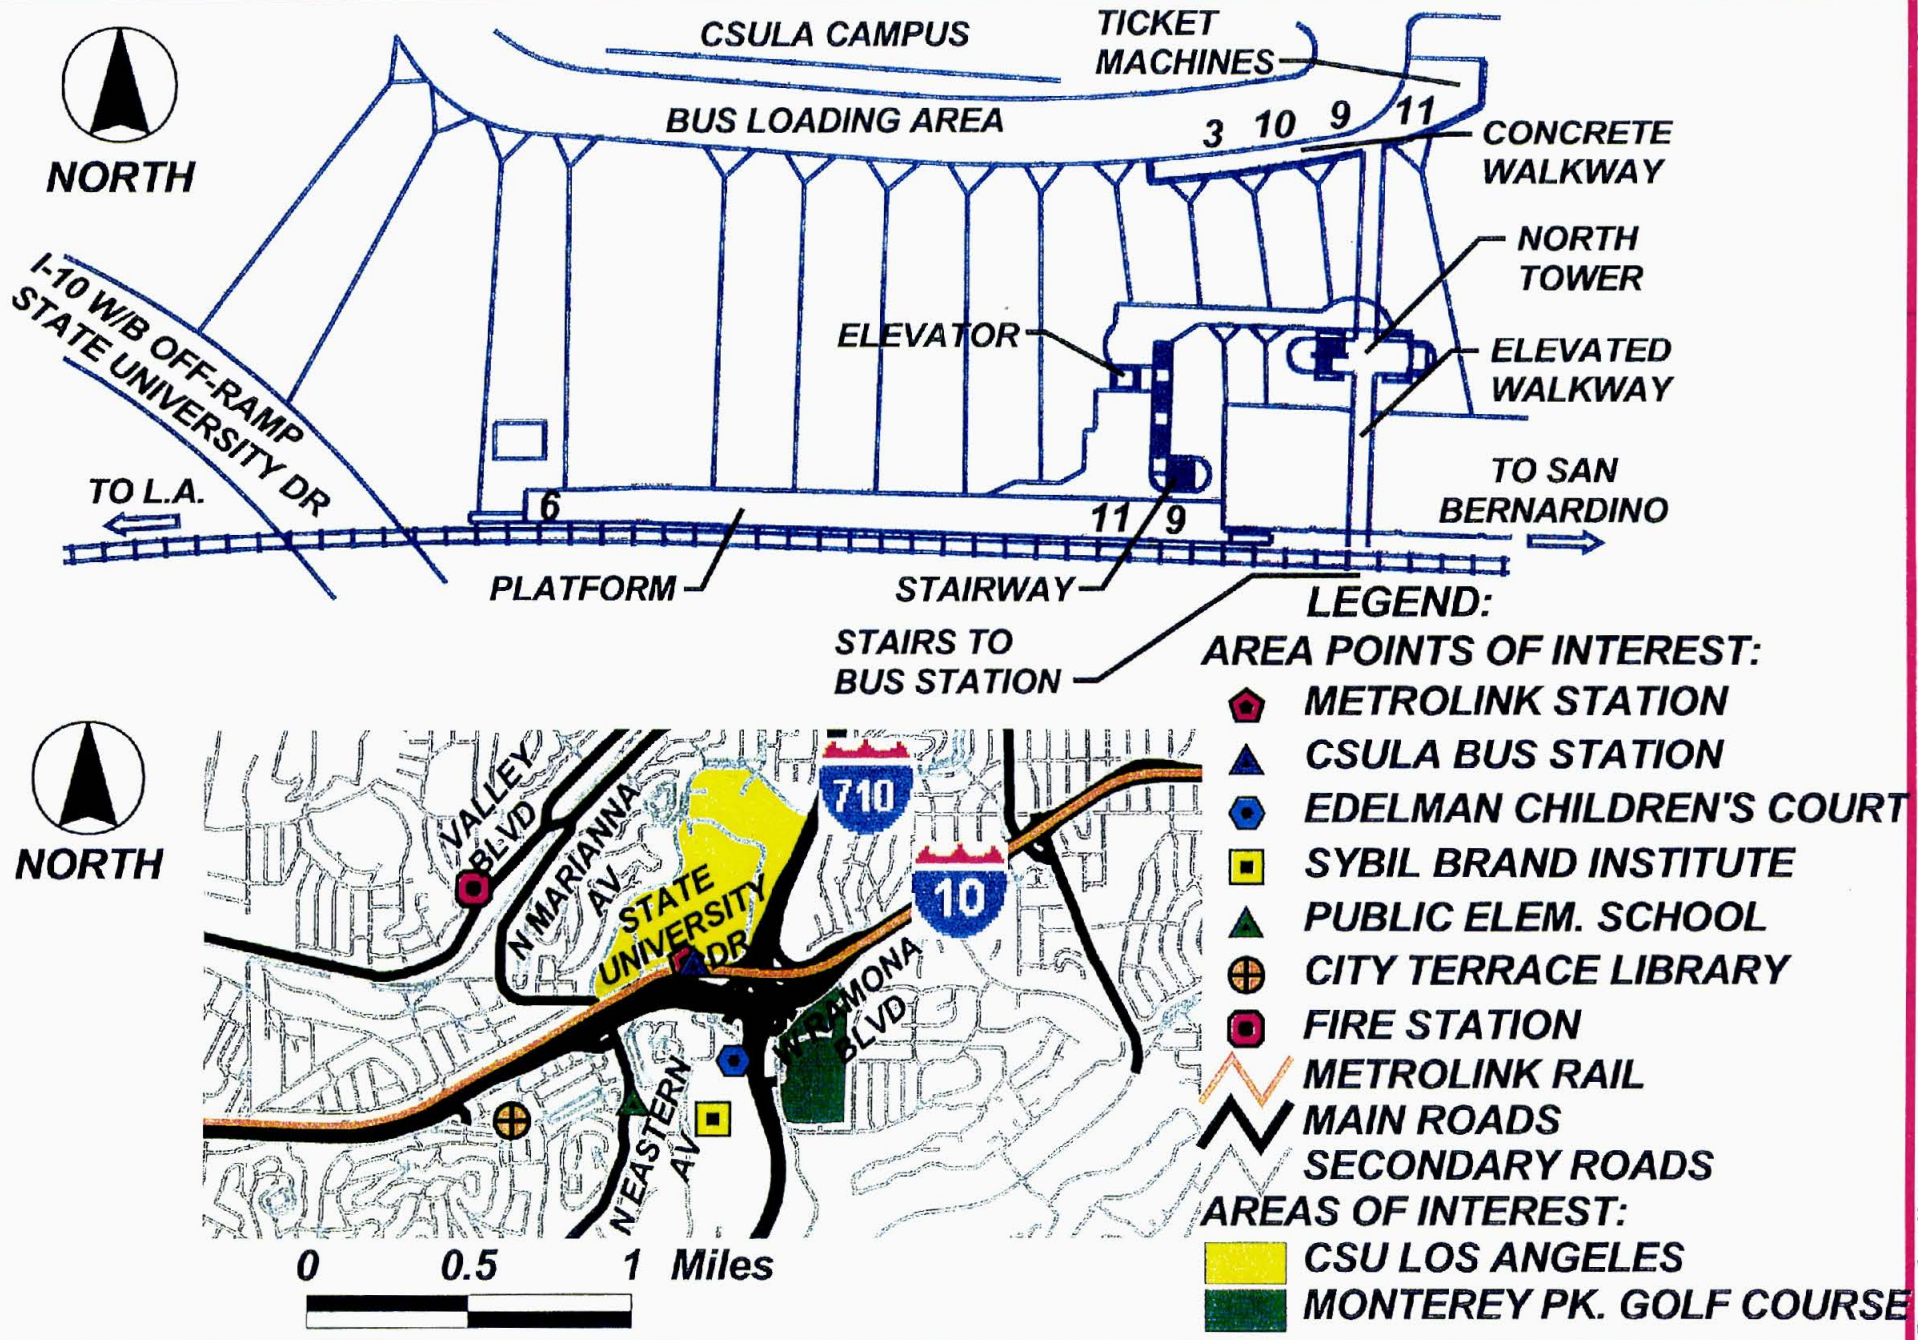 CSULA CAMPUS
TICKET
MACHINES
BUS LOADING AREA
3 10 9 11
CONCRETE
WALKWAY
NORTH
NORTH
TOWER
I-10 W/B OFF-RAMP
STATE UNIVERSITY DR
ELEVATOR
ELEVATED
WALKWAY
TO L.A.
6
11 9
TO SAN
BERNARDINO
PLATFORM
STAIRWAY
STAIRS TO
BUS STATION
LEGEND:
AREA POINTS OF INTEREST:
METROLINK STATION
CSULA BUS STATION
EDELMAN CHILDREN'S COURT
SYBIL BRAND INSTITUTE
PUBLIC ELEM. SCHOOL
CITY TERRACE LIBRARY
FIRE STATION
METROLINK RAIL
MAIN ROADS
SECONDARY ROADS
AREAS OF INTEREST:
CSU LOS ANGELES
MONTEREY PK. GOLF COURSE
NORTH
VALLEY
BLVD
N MARIANNA
AV
STATE
UNIVERSITY
DR
710
10
W RAMONA
BLVD
N EASTERN
AV
0 0.5 1 Miles